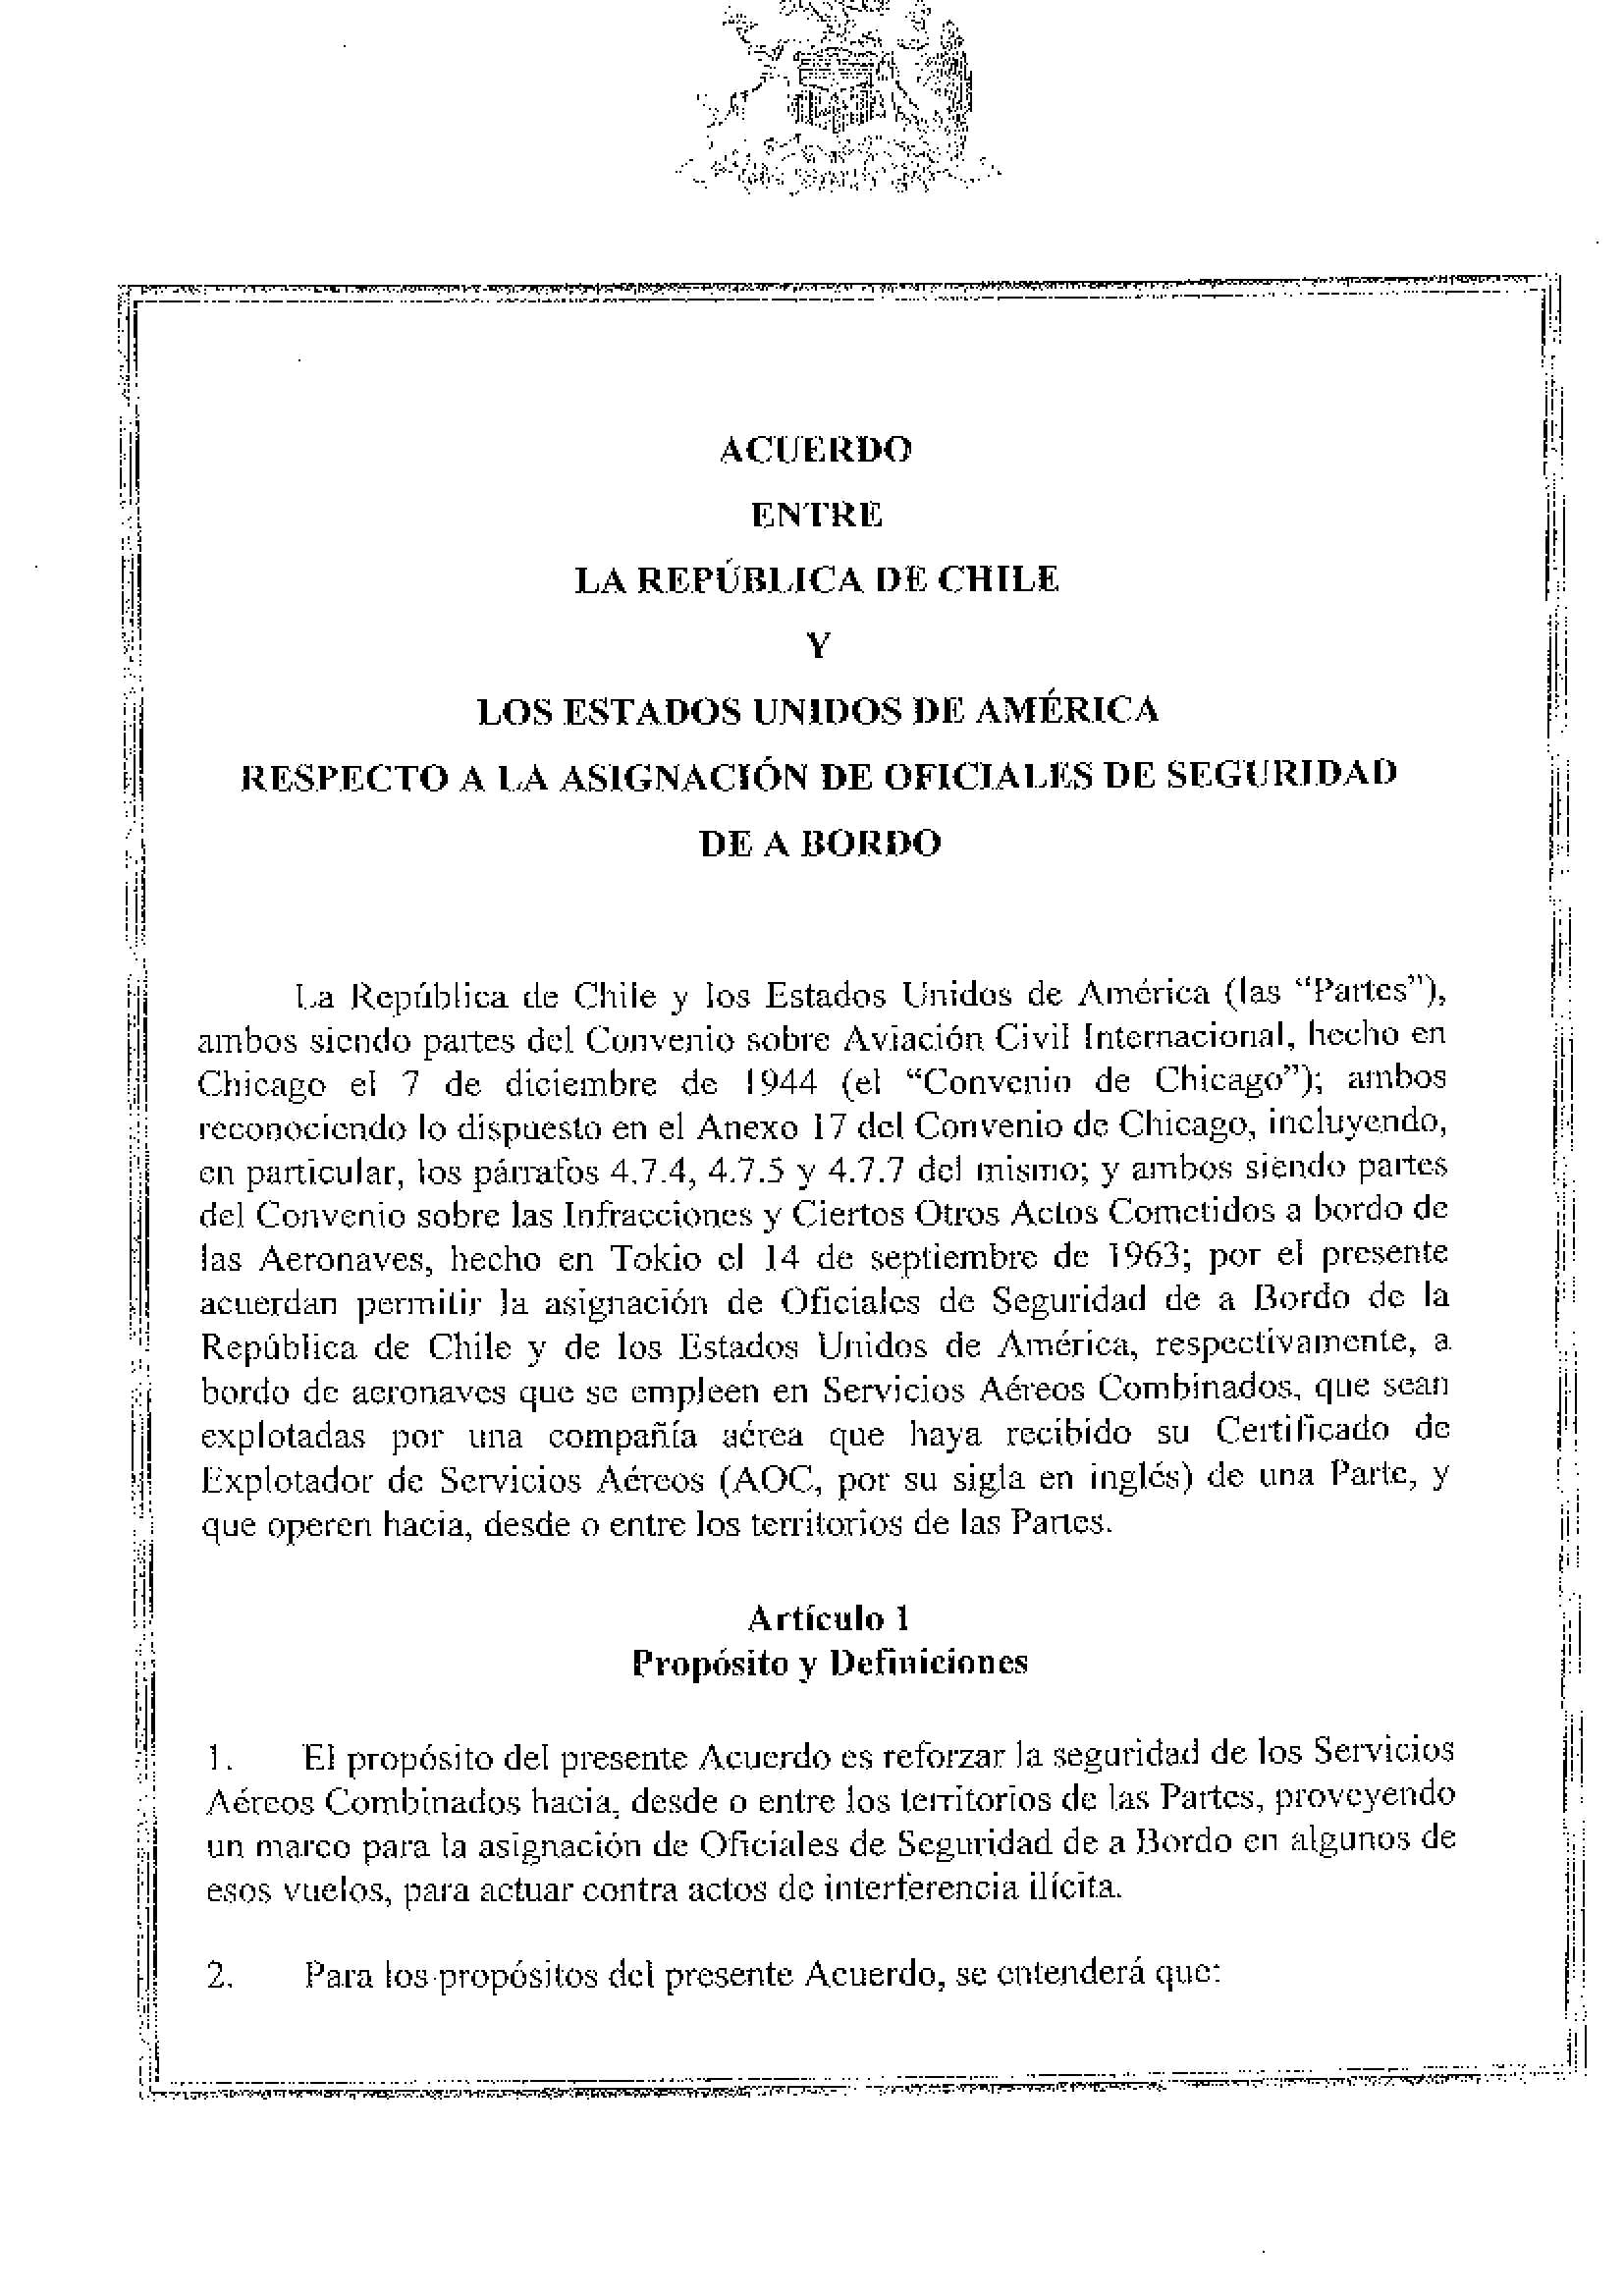 ACUERDO
ENTRE
LA REPÚBLICA DE CHILE
Y
LOS ESTADOS UNIDOS DE AMÉRICA
RESPECTO A LA ASIGNACIÓN DE OFICIALES DE SEGURIDAD
DE A BORDO
La República de Chile y los Estados Unidos de América (las “Partes”),
ambos siendo partes del Convenio sobre Aviación Civil Internacional, hecho en
Chicago el 7 de diciembre de 1944 (el “Convenio de Chicago”); ambos
reconociendo lo dispuesto en el Anexo 17 del Convenio de Chicago, incluyendo,
en particular, los párrafos 4.7.4, 4.7.5 y 4.7.7 del mismo; y ambos siendo partes
del Convenio sobre las Infracciones y Ciertos Otros Actos Cometidos a bordo de
las Aeronaves, hecho en Tokio el 14 de septiembre de 1963; por el presente
acuerdan permitir la asignación de Oficiales de Seguridad de a Bordo de la
República de Chile y de los Estados Unidos de América, respectivamente, a
bordo de aeronaves que se empleen en Servicios Aéreos Combinados, que sean
explotadas por una compañía aérea que haya recibido su Certificado de
Explotador de Servicios Aéreos (AOC, por su sigla en inglés) de una Parte, y
que operen hacia, desde o entre los territorios de las Partes.
Artículo 1
Propósito y Definiciones
1. El propósito del presente Acuerdo es reforzar la seguridad de los Servicios
Aéreos Combinados hacia, desde o entre los territorios de las Partes, proveyendo
un marco para la asignación de Oficiales de Seguridad de a Bordo en algunos de
esos vuelos, para actuar contra actos de interferencia ilícita.
2. Para los propósitos del presente Acuerdo, se entenderá que: